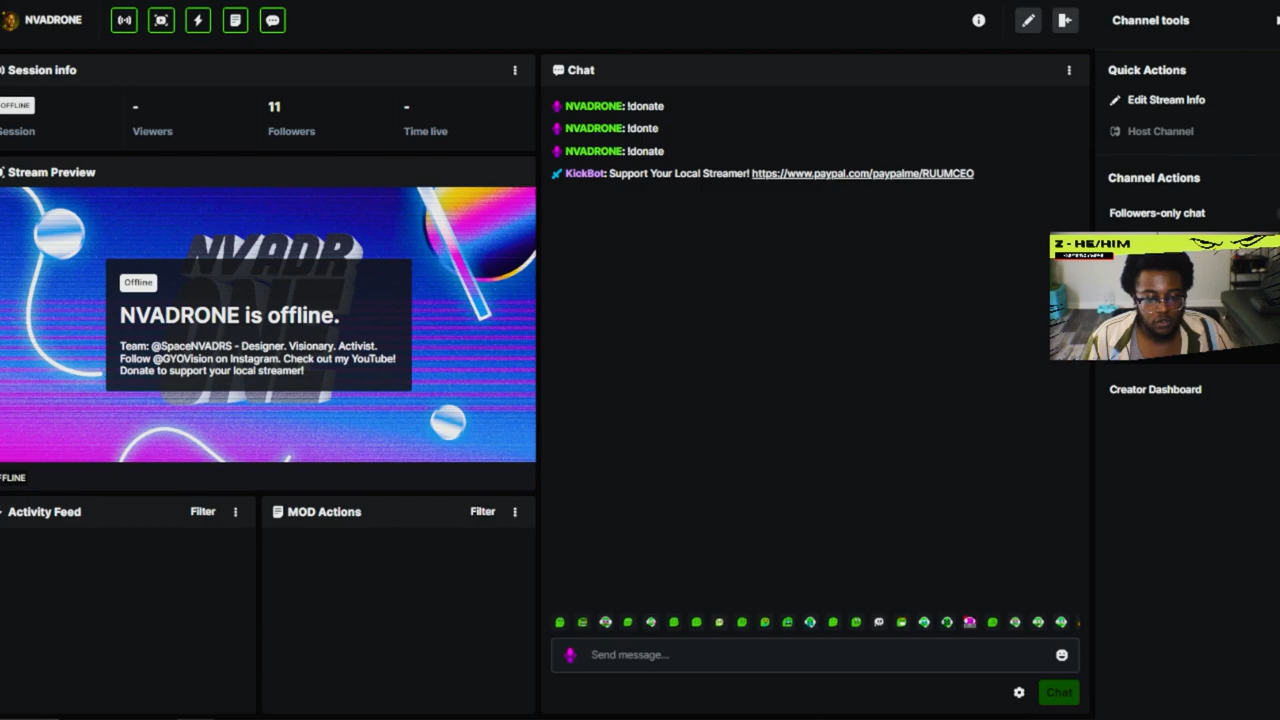 NVADRONE
Channel tools
Session info
OFFLINE
-
11
-
Session
Viewers
Followers
Time live
Stream Preview
NVADR
ONE
Offline
NVADRONE is offline.
Team: @SpaceNVADRS - Designer. Visionary. Activist.
Follow @GYOVision on Instagram. Check out my YouTube!
Donate to support your local streamer!
OFFLINE
Activity Feed
Filter
MOD Actions
Filter
Chat
NVADRONE: !donate
NVADRONE: !donte
NVADRONE: !donate
KickBot: Support Your Local Streamer! https://www.paypal.com/paypalme/RUUMCEO
Send message...
Chat
Quick Actions
Edit Stream Info
Host Channel
Channel Actions
Followers-only chat
Z - HE/HIM
Creator Dashboard